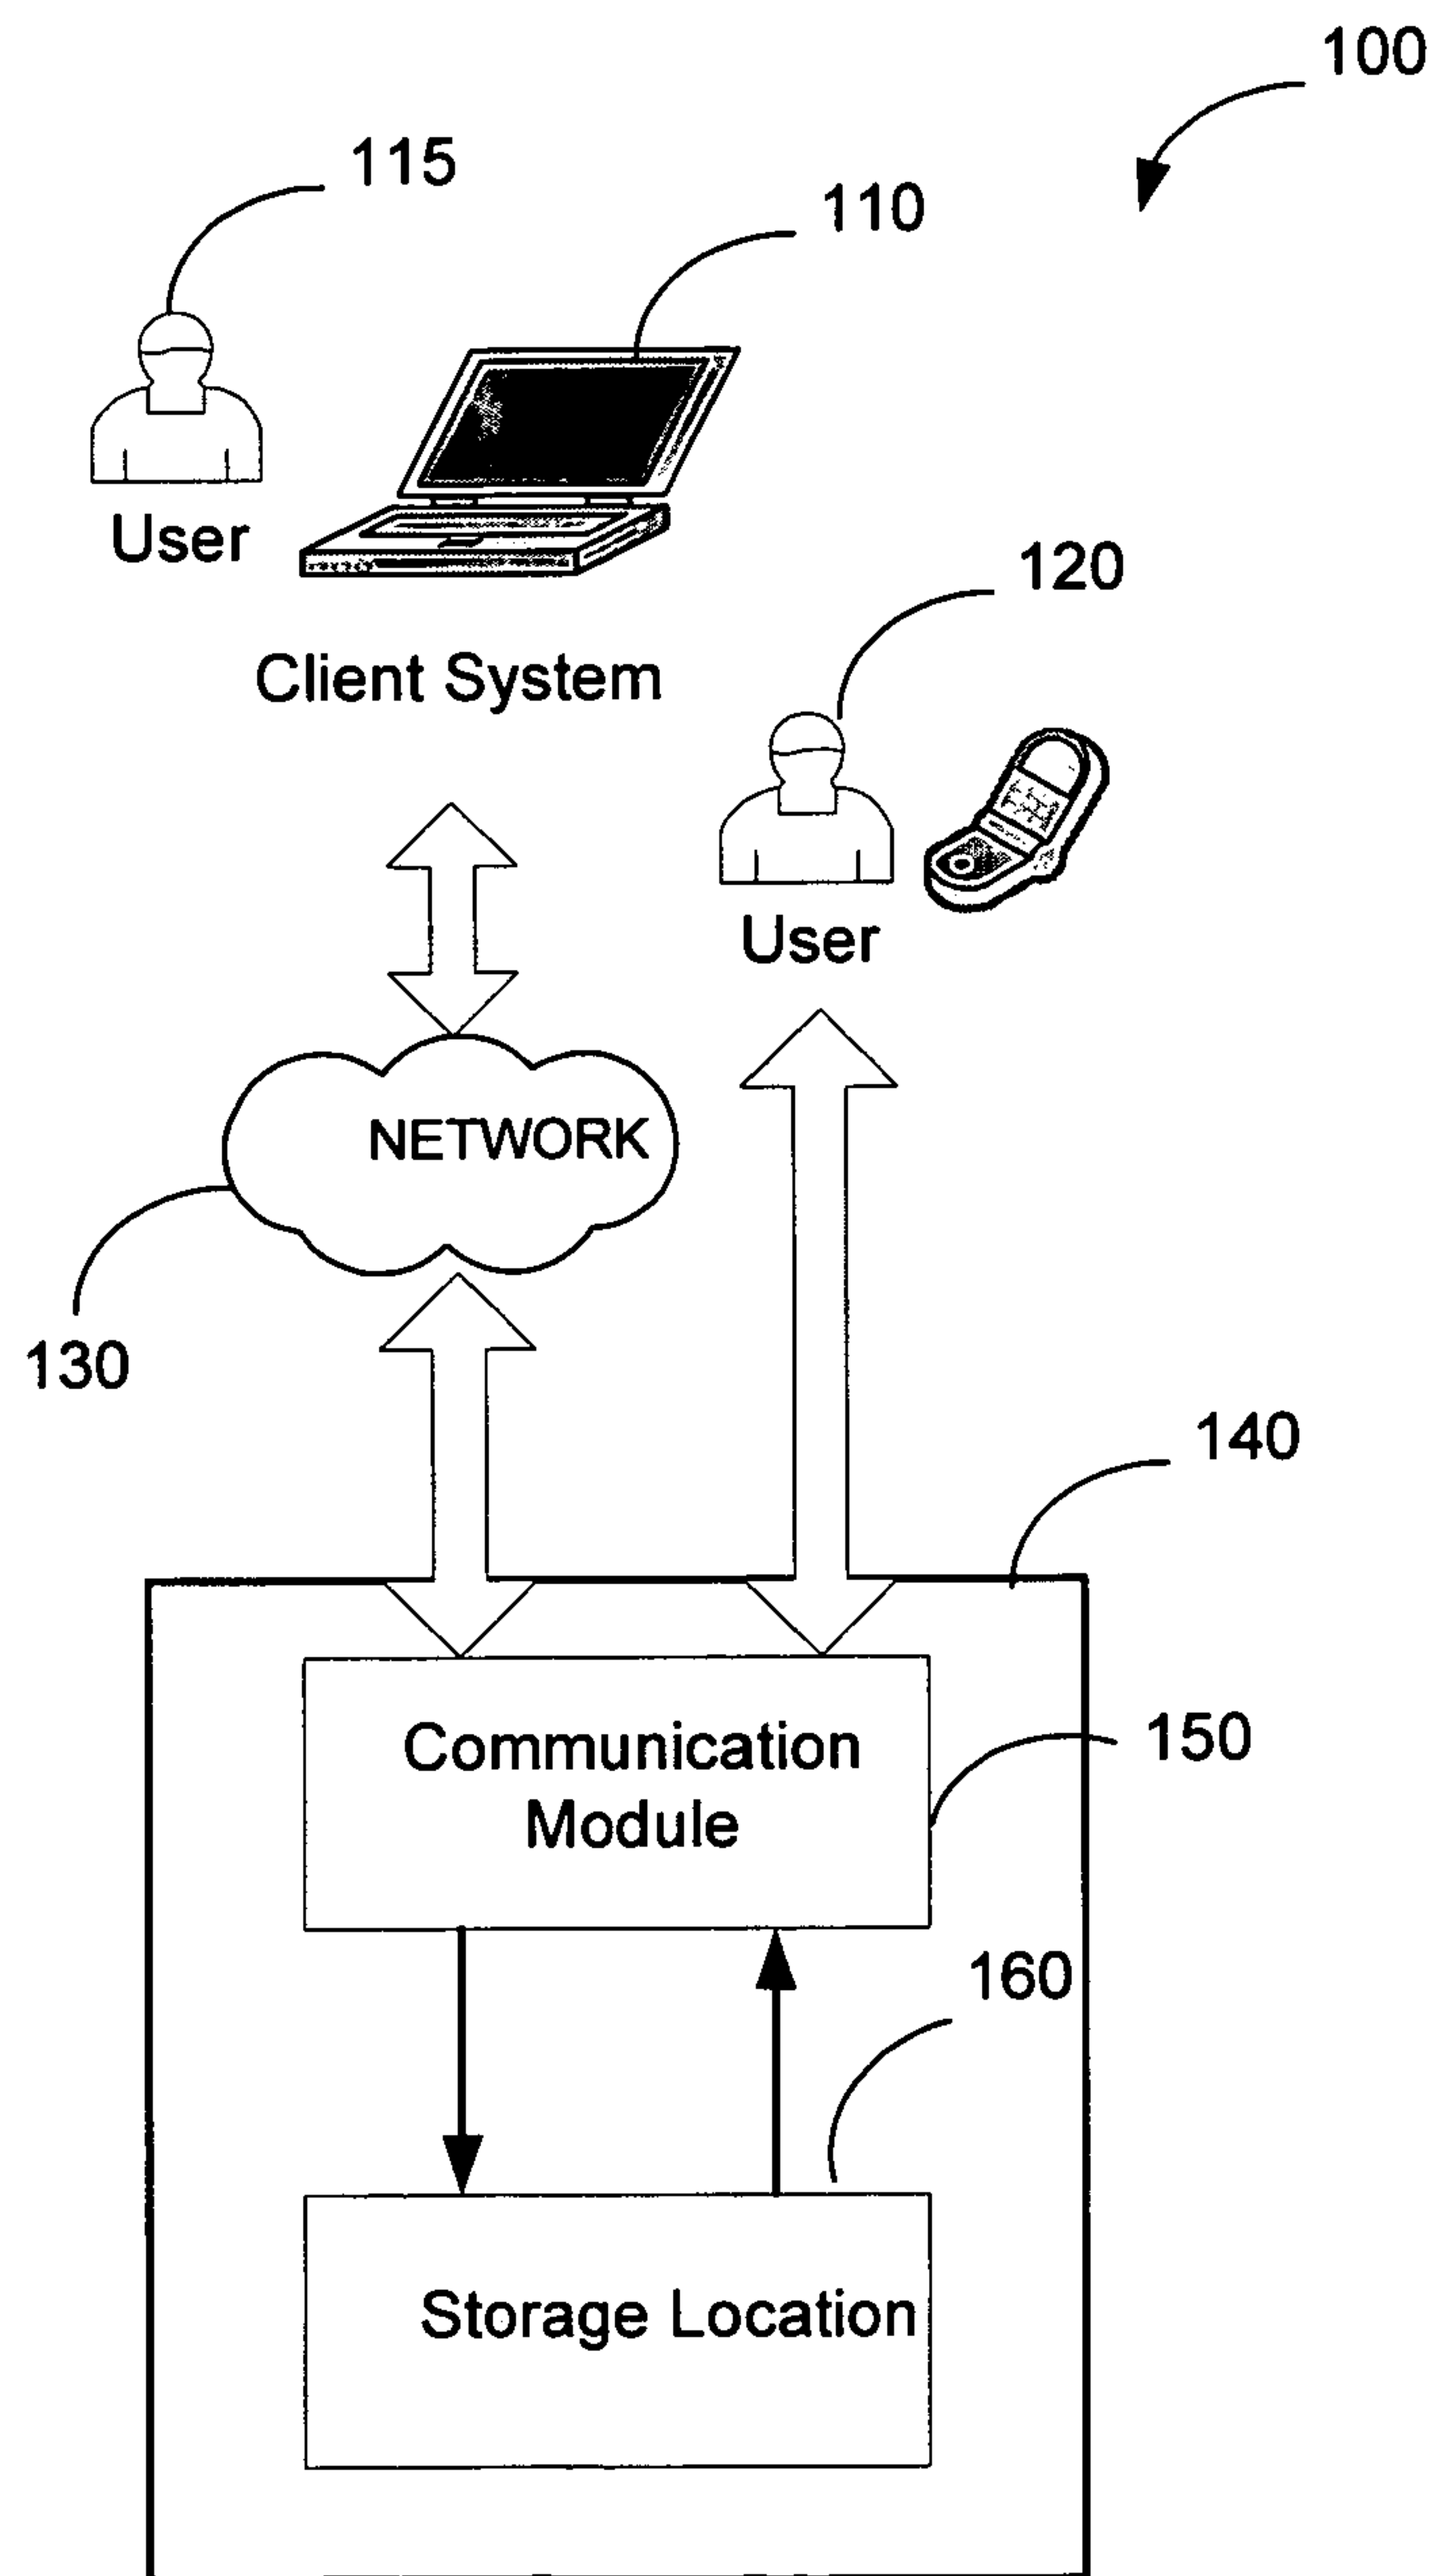 100
115
110
User
120
Client System
User
NETWORK
130
140
Communication
Module
150
160
Storage Location